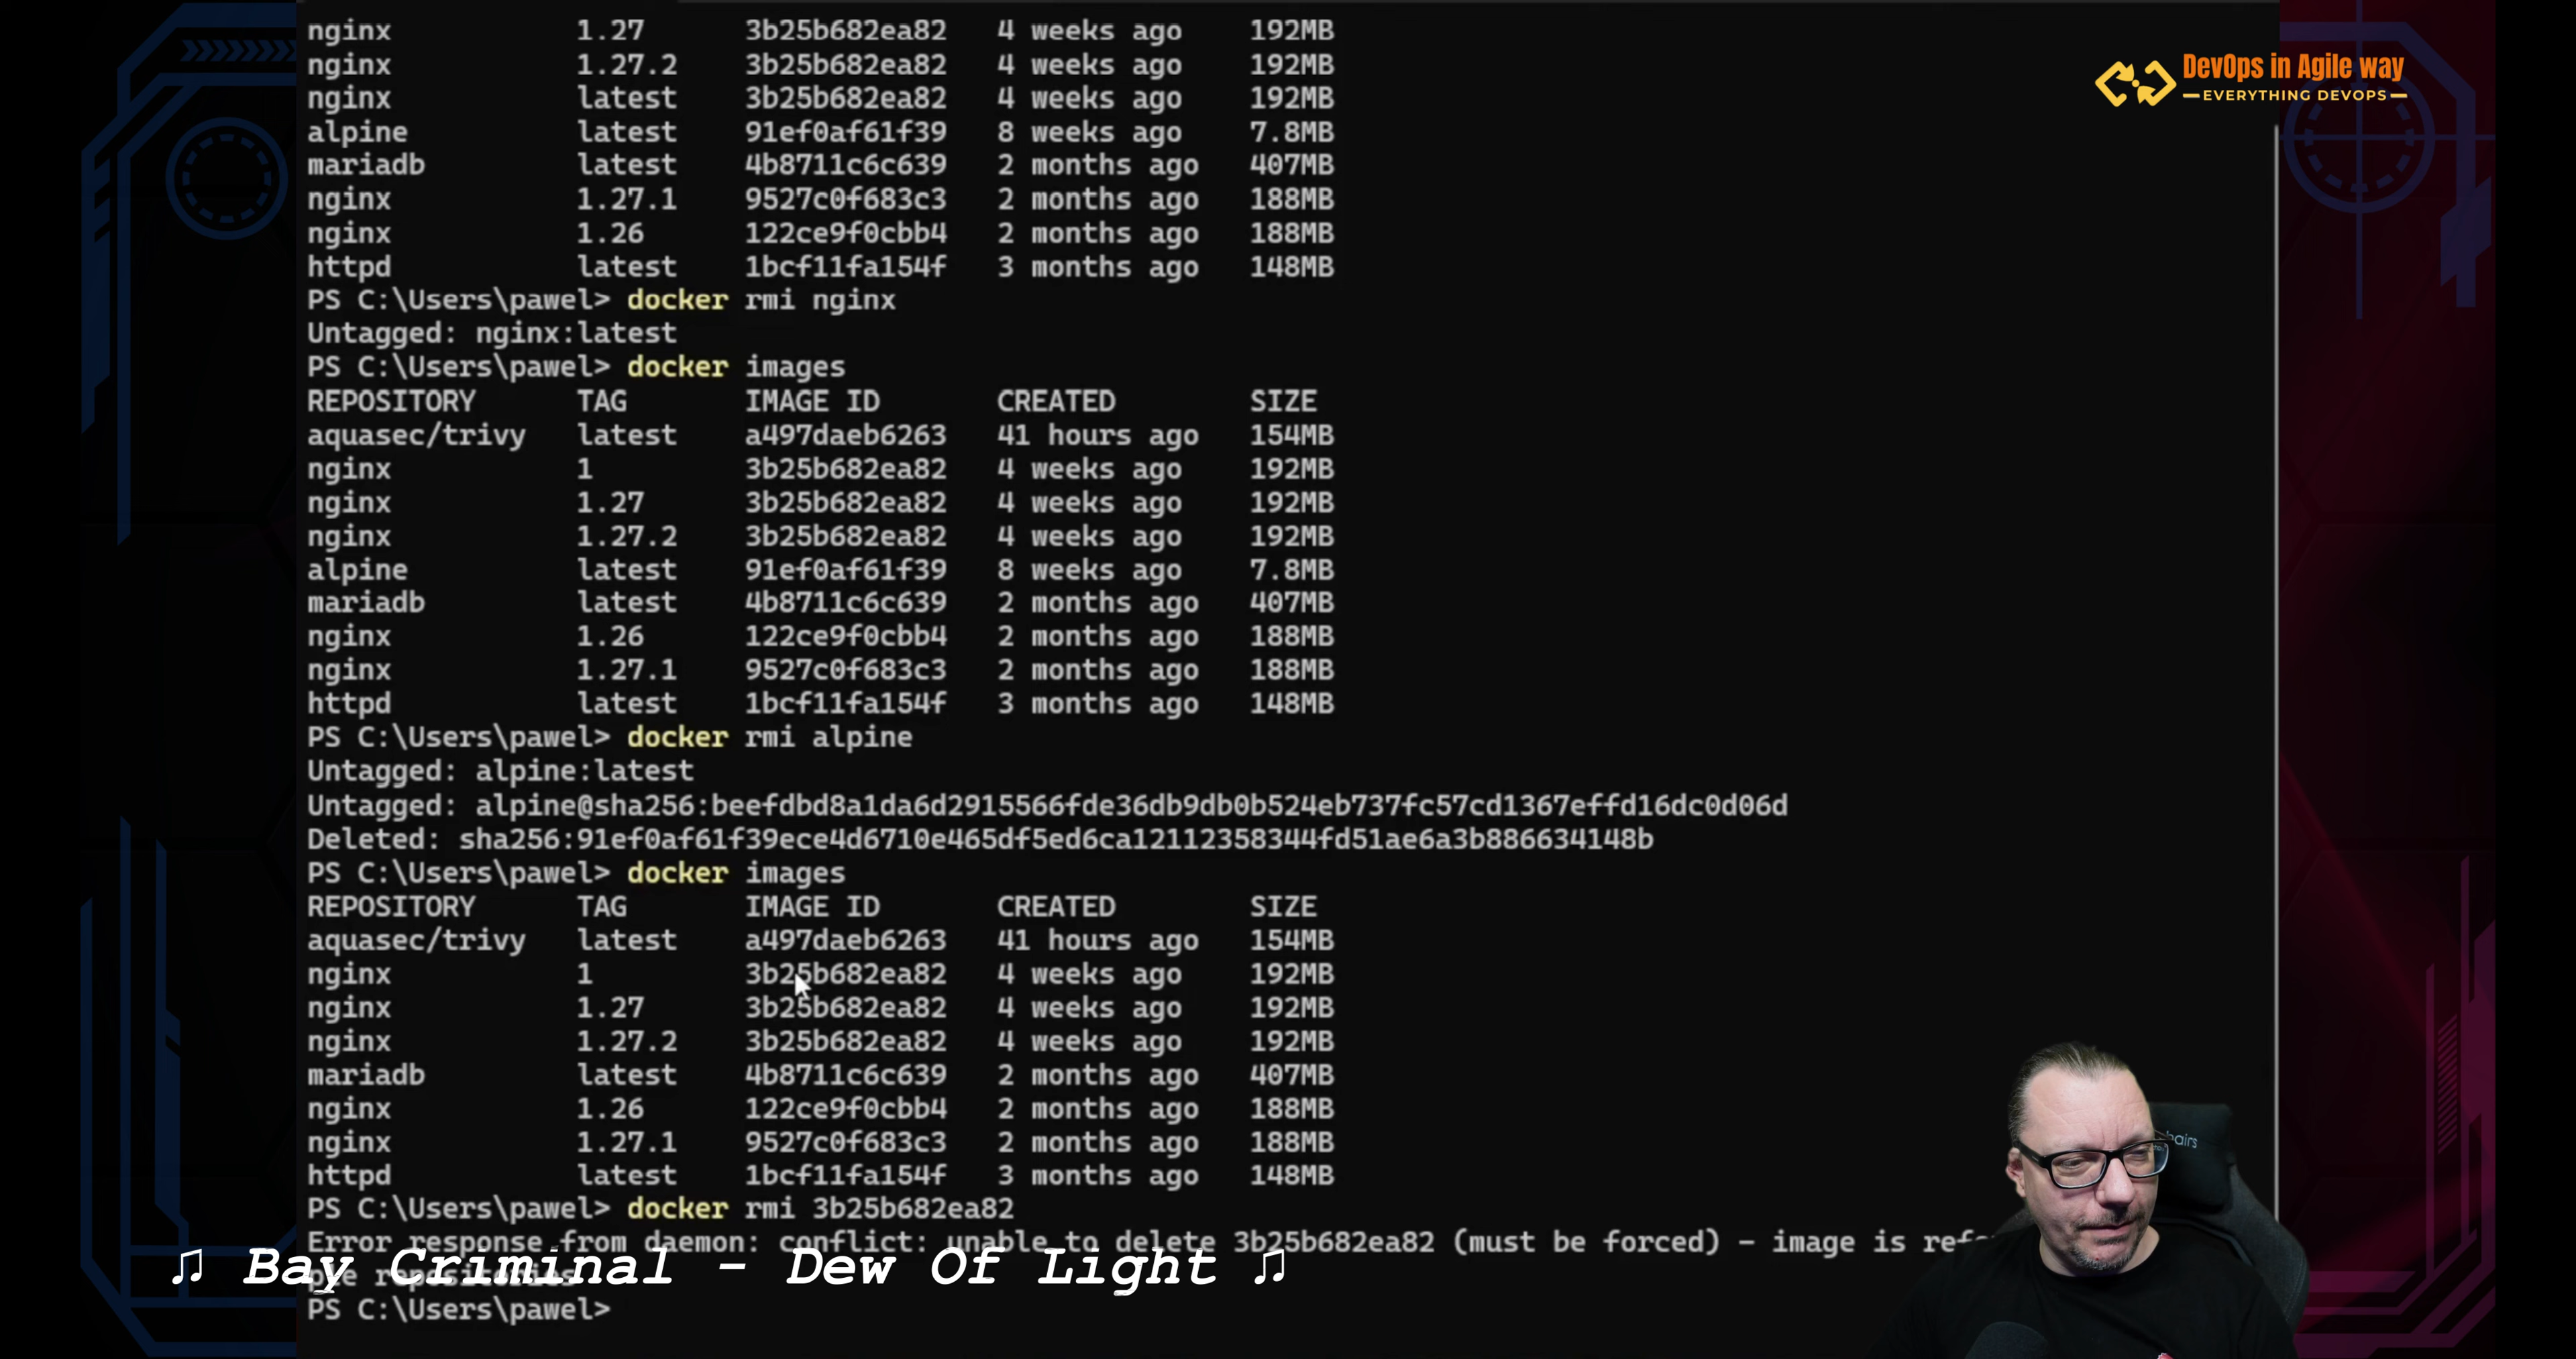 nginx 1.27 3b25b682ea82 4 weeks ago 192MB
nginx 1.27.2 3b25b682ea82 4 weeks ago 192MB
nginx latest 3b25b682ea82 4 weeks ago 192MB
alpine latest 91ef0af61f39 8 weeks ago 7.8MB
mariadb latest 4b8711c6c639 2 months ago 407MB
nginx 1.27.1 9527c0f683c3 2 months ago 188MB
nginx 1.26 122ce9f0cbb4 2 months ago 188MB
httpd latest 1bcf11fa154f 3 months ago 148MB
PS C:\Users\pawel> docker rmi nginx
Untagged: nginx:latest
PS C:\Users\pawel> docker images
REPOSITORY TAG IMAGE ID CREATED SIZE
aquasec/trivy latest a497daeb6263 41 hours ago 154MB
nginx 1 3b25b682ea82 4 weeks ago 192MB
nginx 1.27 3b25b682ea82 4 weeks ago 192MB
nginx 1.27.2 3b25b682ea82 4 weeks ago 192MB
alpine latest 91ef0af61f39 8 weeks ago 7.8MB
mariadb latest 4b8711c6c639 2 months ago 407MB
nginx 1.26 122ce9f0cbb4 2 months ago 188MB
nginx 1.27.1 9527c0f683c3 2 months ago 188MB
httpd latest 1bcf11fa154f 3 months ago 148MB
PS C:\Users\pawel> docker rmi alpine
Untagged: alpine:latest
Untagged: alpine@sha256:beefdbd8a1da6d2915566fde36db9db0b524eb737fc57cd1367effd16dc0d06d
Deleted: sha256:91ef0af61f39ece4d6710e465df5ed6ca12112358344fd51ae6a3b886634148b
PS C:\Users\pawel> docker images
REPOSITORY TAG IMAGE ID CREATED SIZE
aquasec/trivy latest a497daeb6263 41 hours ago 154MB
nginx 1 3b25b682ea82 4 weeks ago 192MB
nginx 1.27 3b25b682ea82 4 weeks ago 192MB
nginx 1.27.2 3b25b682ea82 4 weeks ago 192MB
mariadb latest 4b8711c6c639 2 months ago 407MB
nginx 1.26 122ce9f0cbb4 2 months ago 188MB
nginx 1.27.1 9527c0f683c3 2 months ago 188MB
httpd latest 1bcf11fa154f 3 months ago 148MB
PS C:\Users\pawel> docker rmi 3b25b682ea82
Error response from daemon: conflict: unable to delete 3b25b682ea82 (must be forced) - image is
PS C:\Users\pawel>
DevOps in Agile way
EVERYTHING DEVOPS
♫ Bay Criminal - Dew Of Light ♫